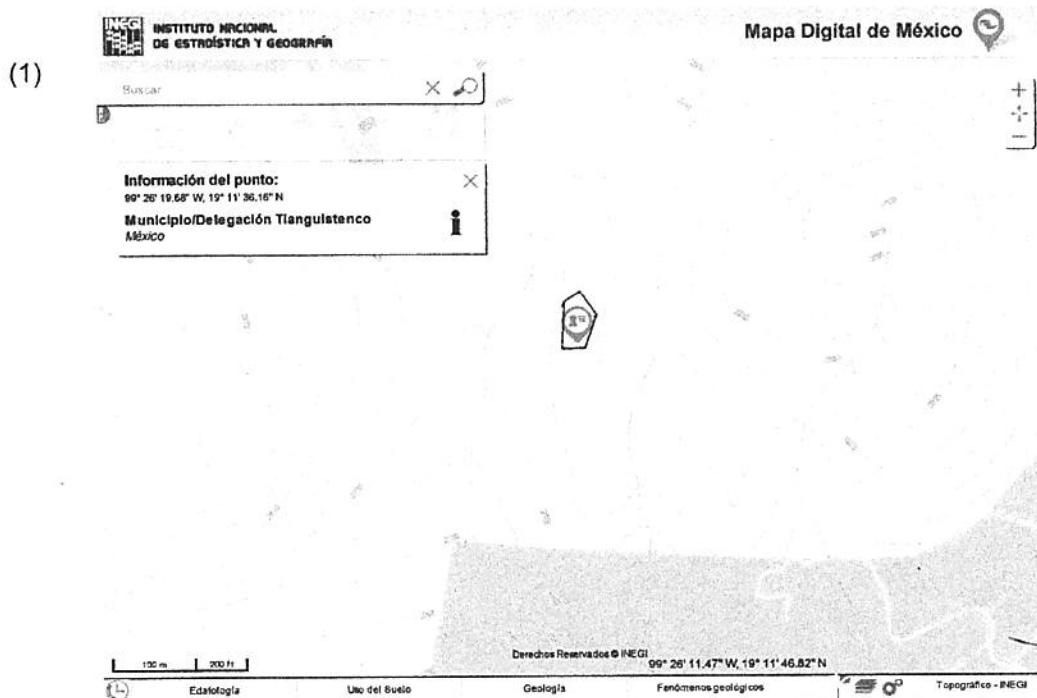 (1)
INEGI
INSTITUTO NACIONAL
DE ESTADÍSTICA Y GEOGRAFÍA
Mapa Digital de México
Buscar
Información del punto:
99° 26' 19.68" W, 19° 11' 36.16" N
Municipio/Delegación Tianguistenco
México
100 m
200 ft
Derechos Reservados © INEGI
99° 26' 11.47" W, 19° 11' 46.82" N
Edafología
Uso del Suelo
Geología
Fenómenos geológicos
Topográfico - INEGI